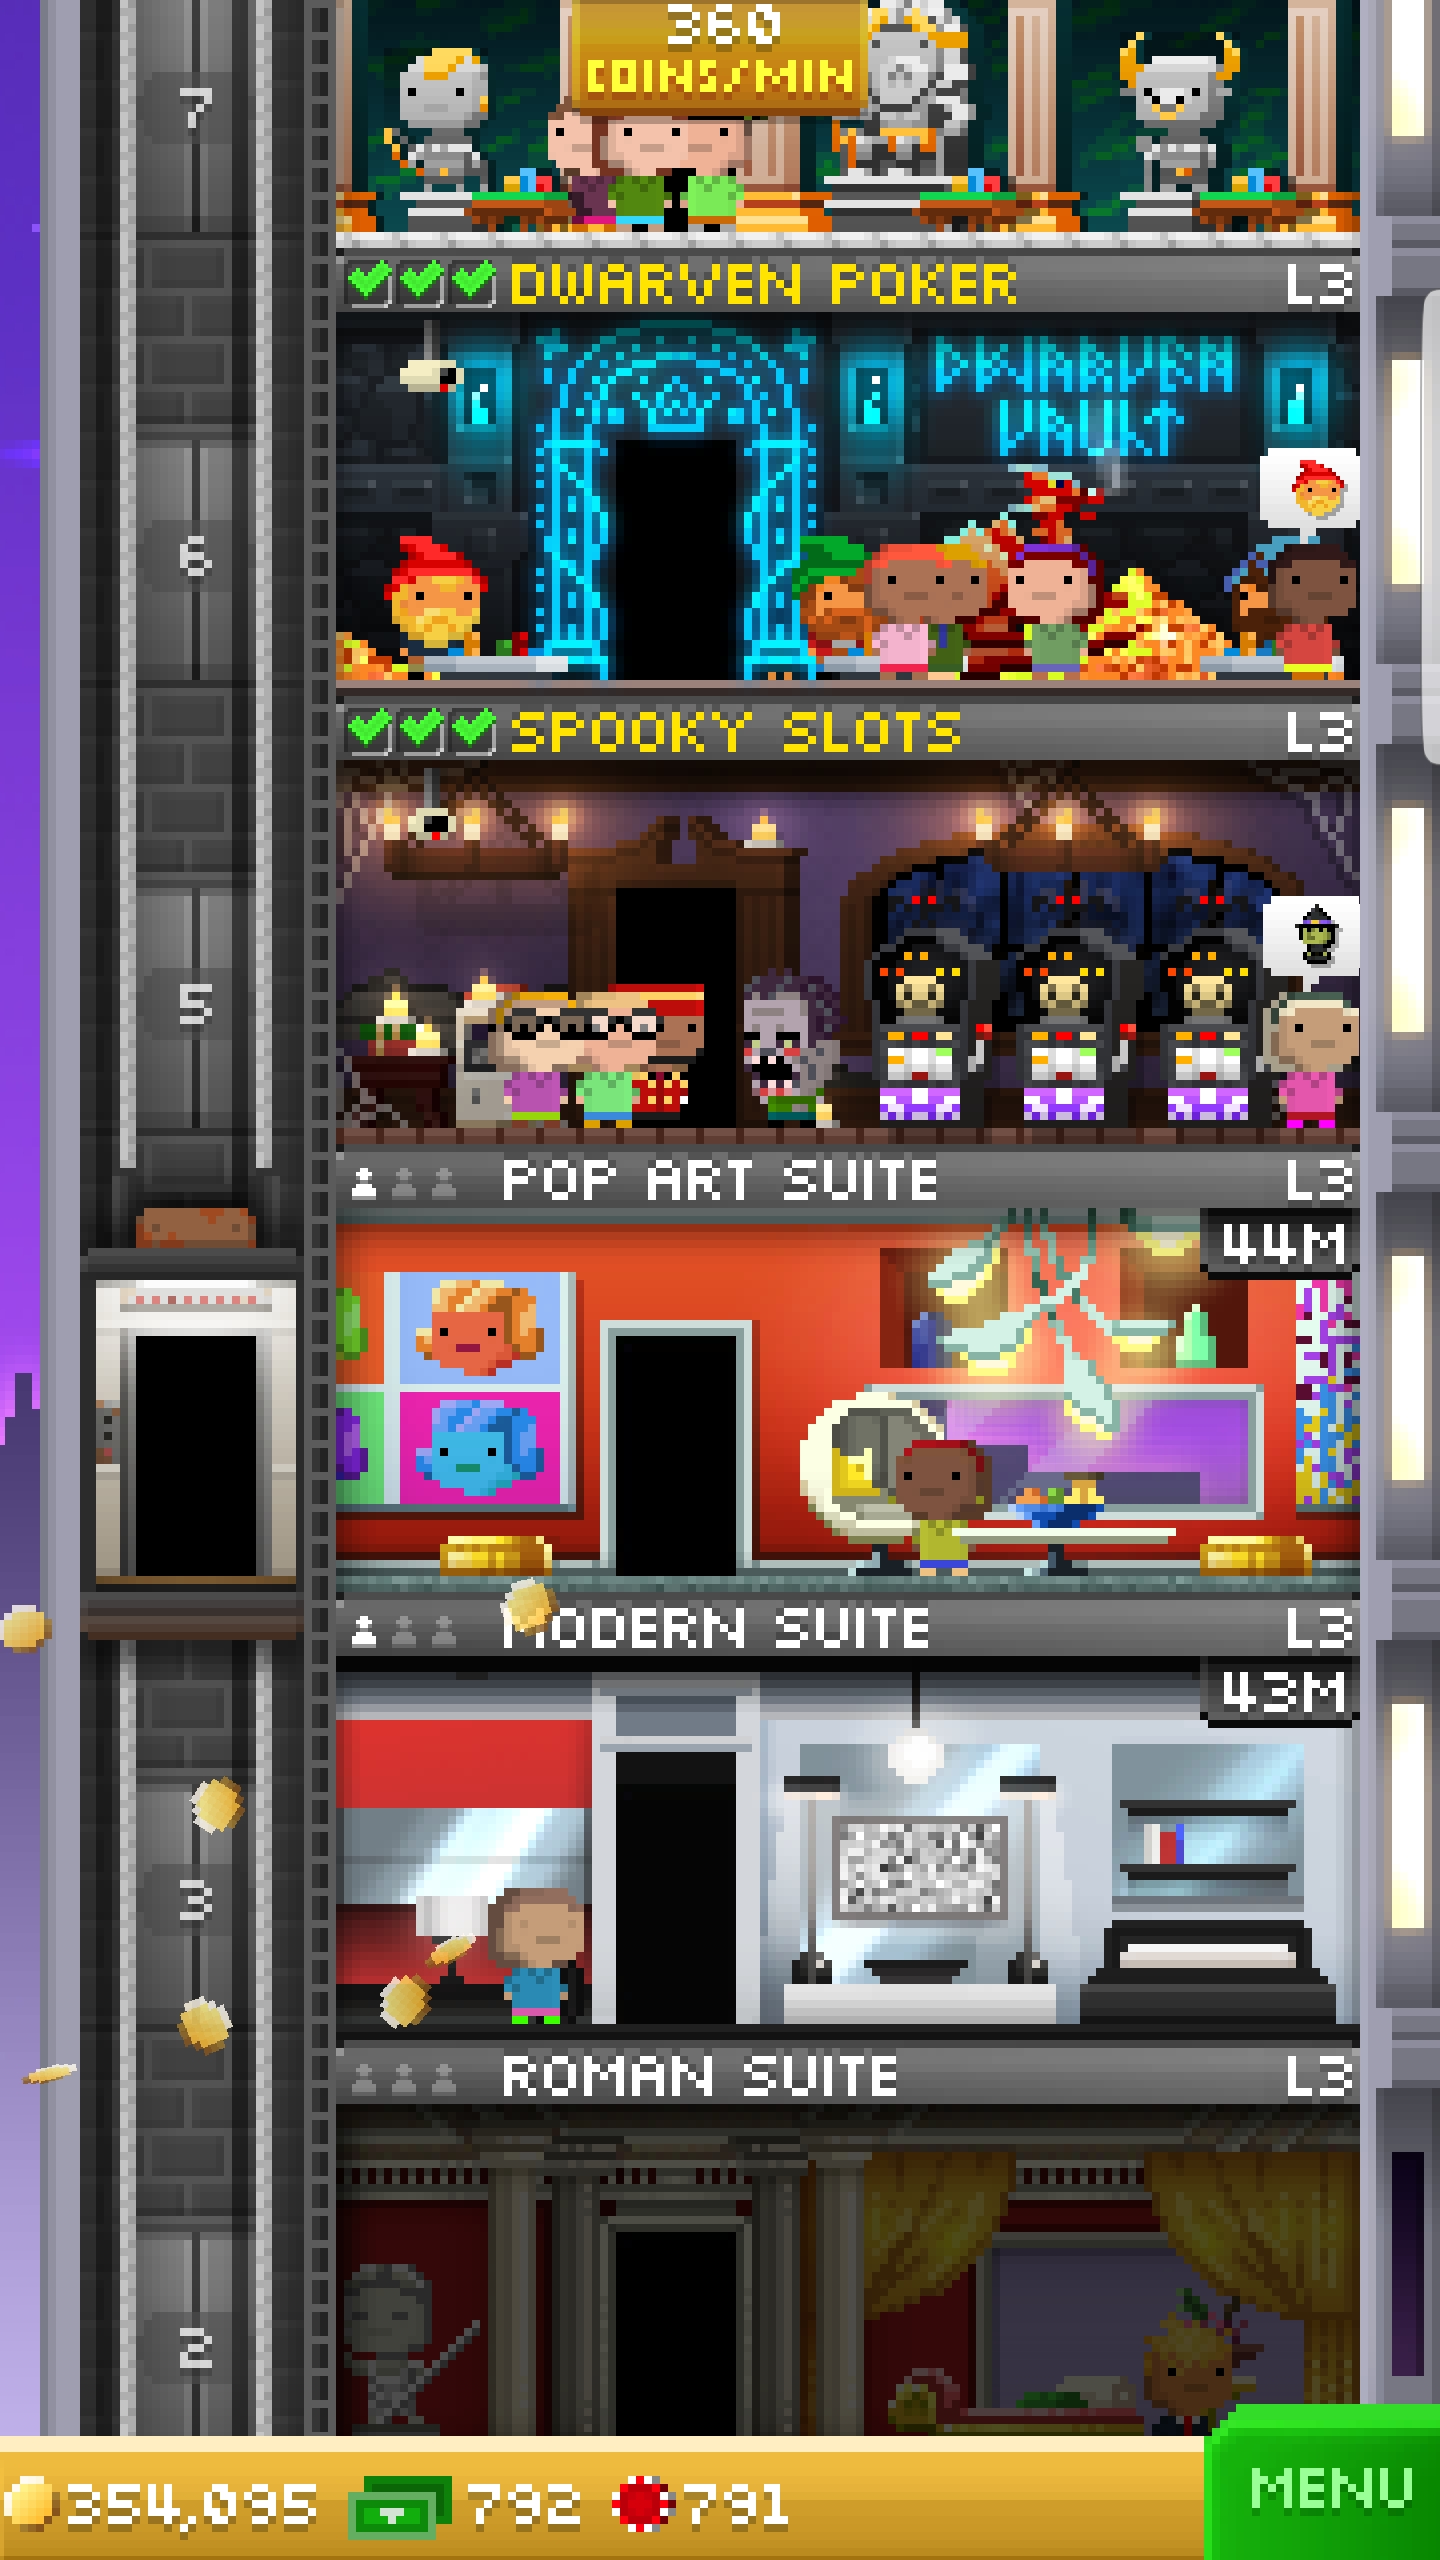 360
COINS/MIN
7
DWARVEN POKER L3
DWARVEN
VAULT
6
SPOOKY SLOTS L3
5
POP ART SUITE L3
44M
MODERN SUITE L3
43M
3
ROMAN SUITE L3
2
354,095 792 791
MENU